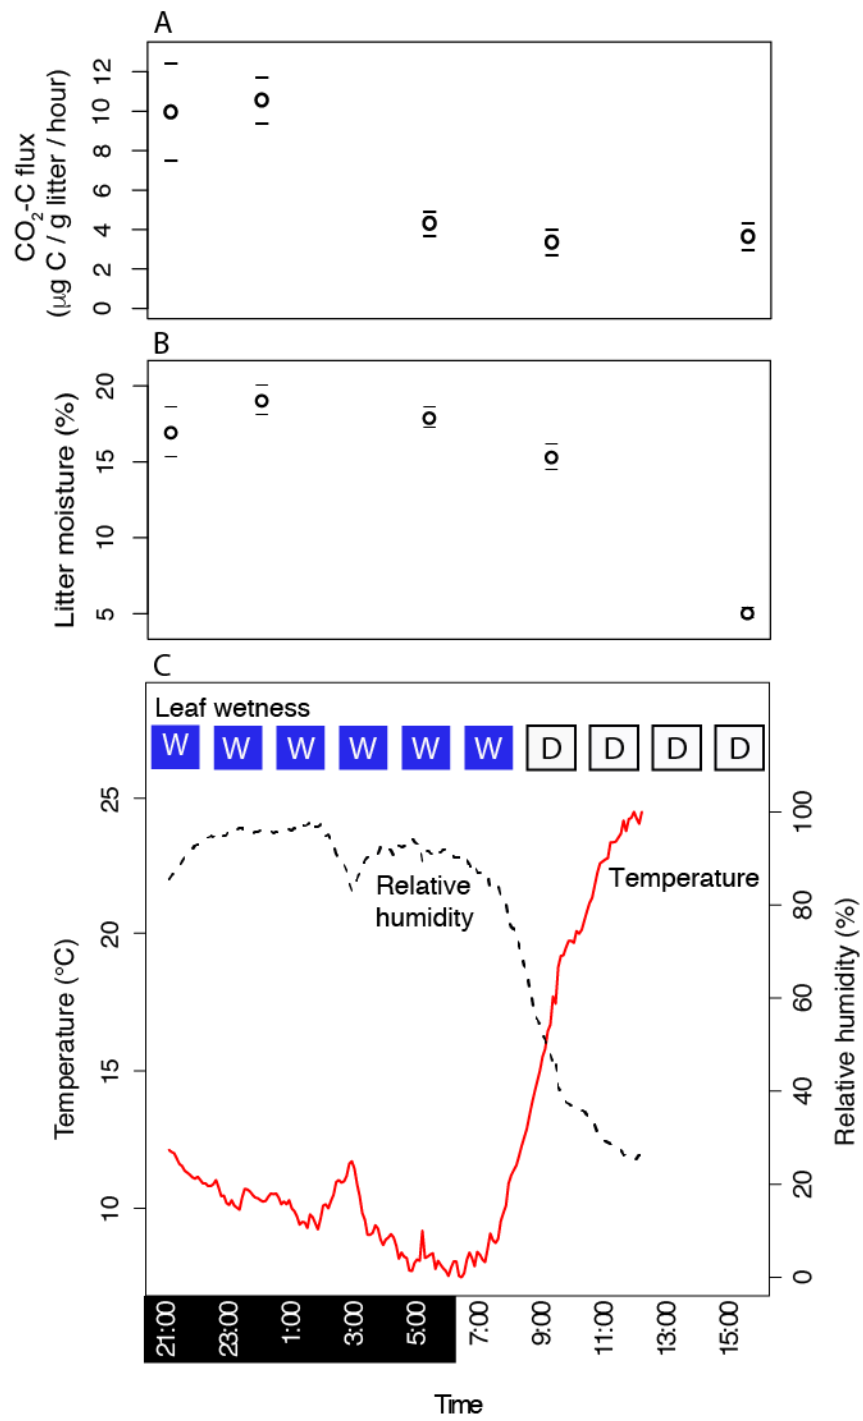 A
CO2-C flux
(μg C / g litter / hour)
12
10
8
6
4
2
0
B
Litter moisture (%)
20
15
10
5
C
Leaf wetness
W W W W W W D D D D
Temperature (°C)
25
20
15
10
Relative
humidity
Temperature
Relative humidity (%)
100
80
60
40
20
0
21:00 23:00 1:00 3:00 5:00 7:00 9:00 11:00 13:00 15:00
Time